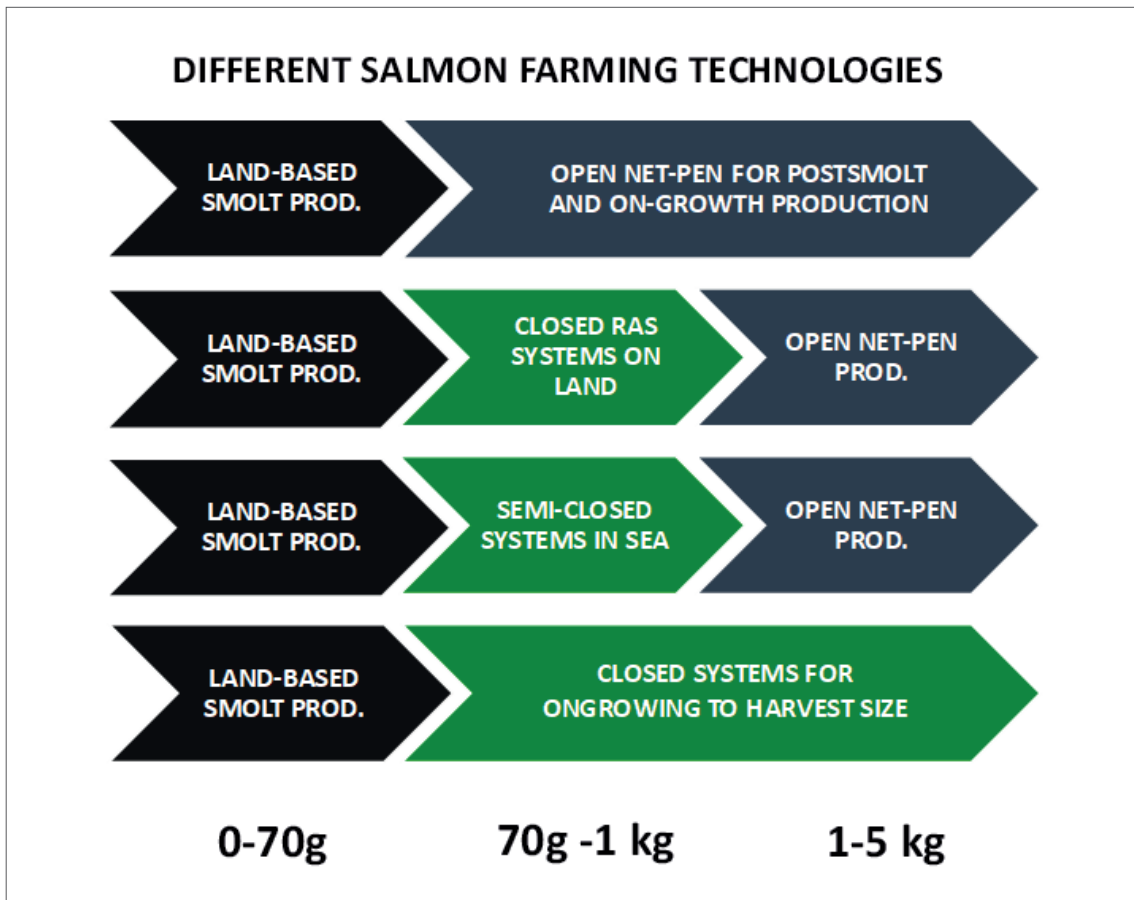 DIFFERENT SALMON FARMING TECHNOLOGIES
LAND-BASED
SMOLT PROD.
OPEN NET-PEN FOR POSTSMOLT
AND ON-GROWTH PRODUCTION
LAND-BASED
SMOLT PROD.
CLOSED RAS
SYSTEMS ON
LAND
OPEN NET-PEN
PROD.
LAND-BASED
SMOLT PROD.
SEMI-CLOSED
SYSTEMS IN SEA
OPEN NET-PEN
PROD.
LAND-BASED
SMOLT PROD.
CLOSED SYSTEMS FOR
ONGROWING TO HARVEST SIZE
0-70g
70g -1 kg
1-5 kg